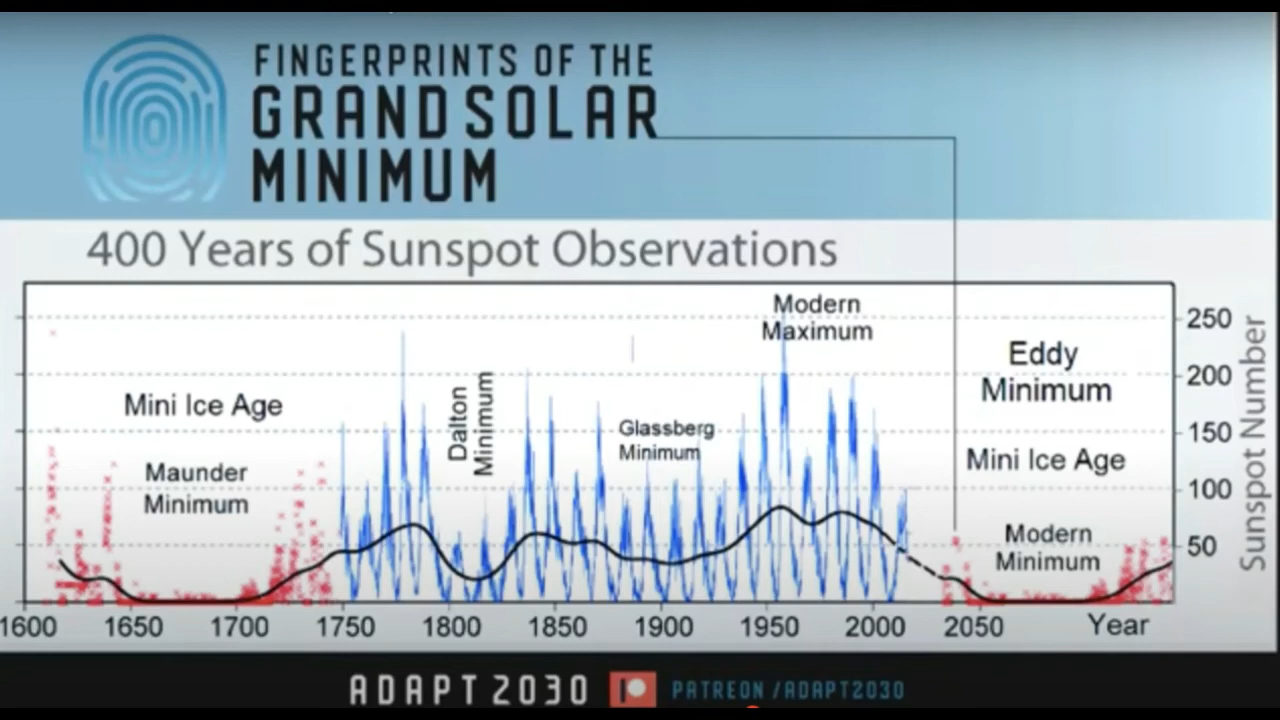 FINGERPRINTS OF THE
GRAND SOLAR
MINIMUM
400 Years of Sunspot Observations
Modern
Maximum
Eddy
Minimum
Mini Ice Age
Dalton
Minimum
Glassberg
Minimum
Mini Ice Age
Maunder
Minimum
Modern
Minimum
250
200
150
100
50
Sunspot Number
1600 1650 1700 1750 1800 1850 1900 1950 2000 2050 Year
ADAPT 2030 PATREON /ADAPT2030